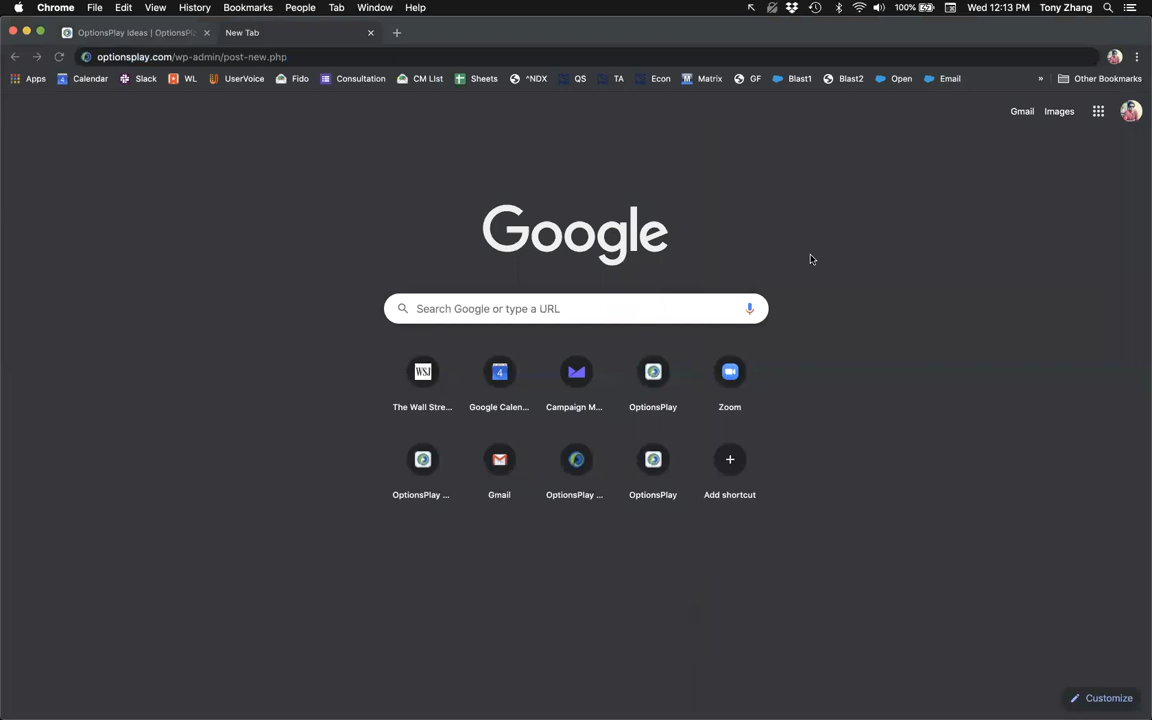 Chrome File Edit View History Bookmarks People Tab Window Help 100% Wed 12:13 PM Tony Zhang
OptionsPlay Ideas | OptionsPl New Tab
optionsplay.com/wp-admin/post-new.php
Apps Calendar Slack WL UserVoice Fido Consultation CM LIst Sheets ^NDX QS TA Econ Matrix GF Blast1 Blast2 Open Email » Other Bookmarks
Gmail Images
Google
Search Google or type a URL
WSJ 4
The Wall Stre... Google Calen... Campaign M... OptionsPlay Zoom
OptionsPlay ... Gmail OptionsPlay ... OptionsPlay Add shortcut
Customize